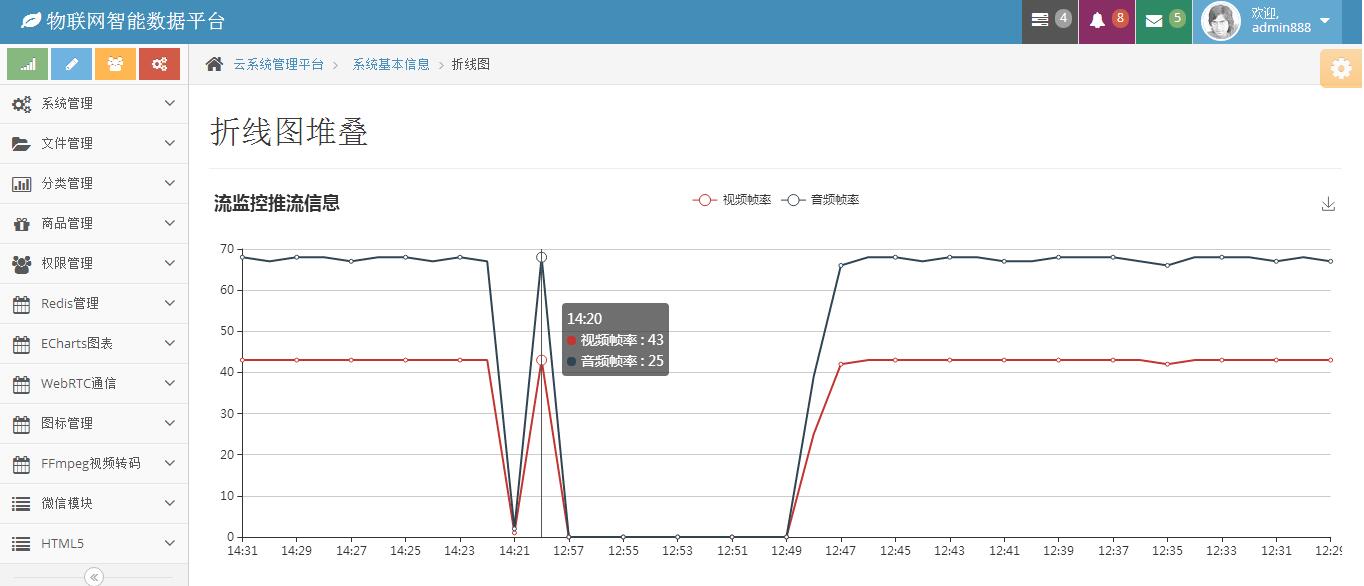 物联网智能数据平台
4
8
5
欢迎,
admin888
云系统管理平台 > 系统基本信息 > 折线图
系统管理
文件管理
分类管理
商品管理
权限管理
Redis管理
ECharts图表
WebRTC通信
图标管理
FFmpeg视频转码
微信模块
HTML5
折线图堆叠
流监控推流信息
视频帧率 音频帧率
70
60
50
40
30
20
10
0
14:20
视频帧率 : 43
音频帧率 : 25
14:31 14:29 14:27 14:25 14:23 14:21 12:57 12:55 12:53 12:51 12:49 12:47 12:45 12:43 12:41 12:39 12:37 12:35 12:33 12:31 12:29